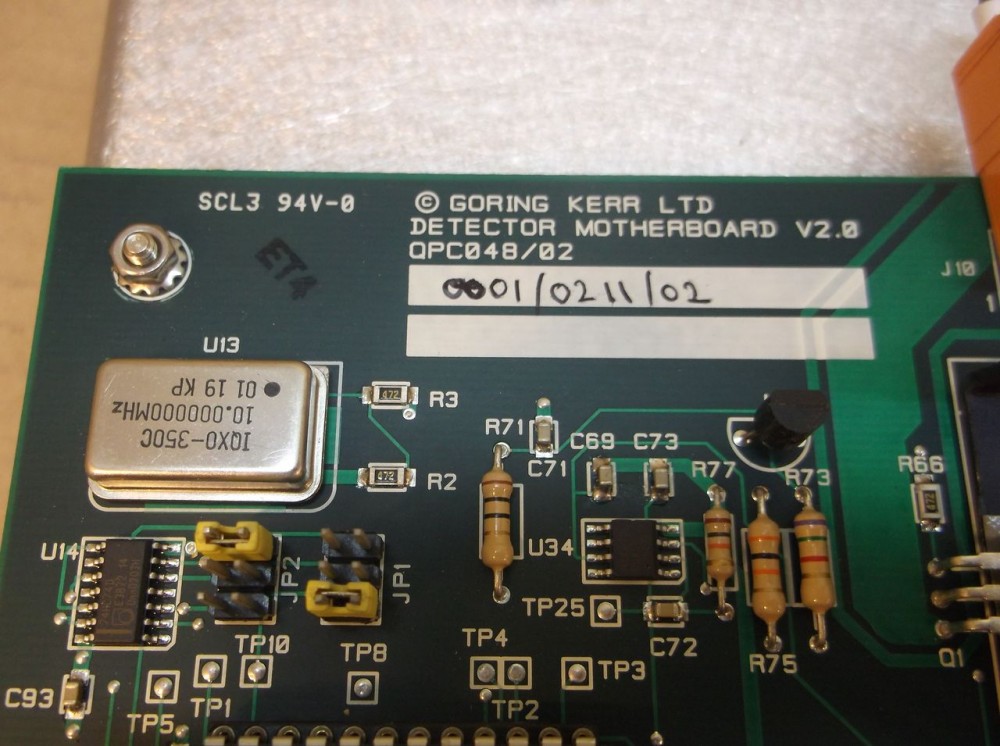 SCL3 94V-0
© GORING KERR LTD
DETECTOR MOTHERBOARD V2.0
QPC048/02
0001/0211/02
ET4
J10
1
U13
IQXO-350C
10.000000MHz
01 19 KP
472
R3
472
R2
R71
C71
C69
C73
R77
R73
R66
472
U14
JP2
JP1
U34
TP25
C72
R75
Q1
TP10
TP8
TP4
TP3
C93
TP5
TP1
TP2